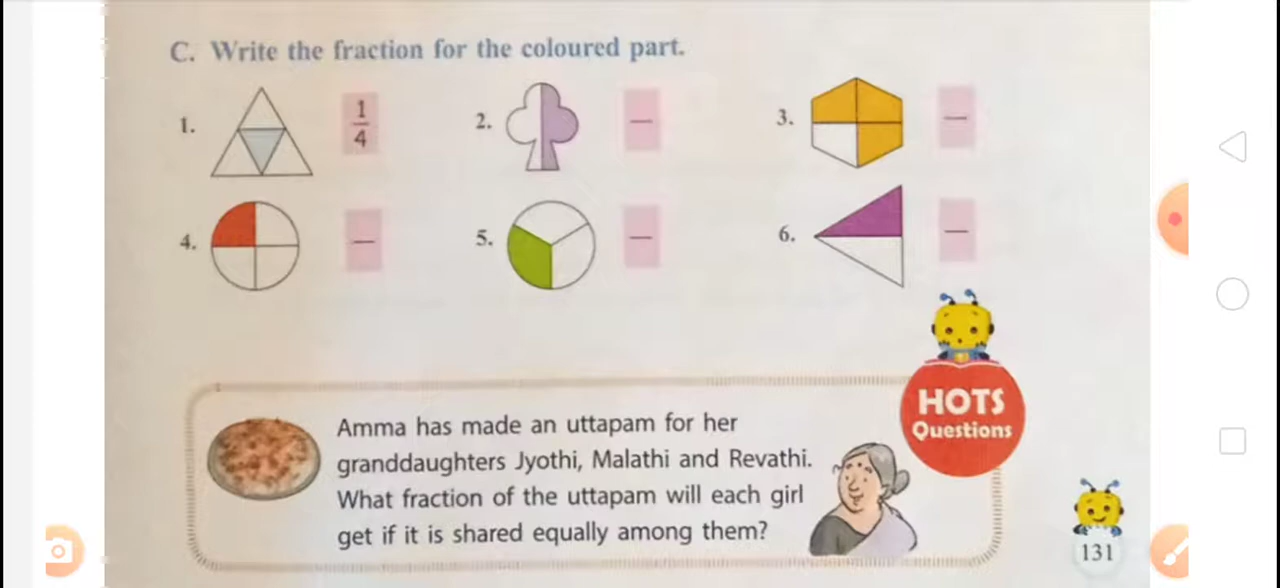 C. Write the fraction for the coloured part.
1. 1/4 2. — 3. —
4. — 5. — 6. —
HOTS
Questions
Amma has made an uttapam for her
granddaughters Jyothi, Malathi and Revathi.
What fraction of the uttapam will each girl
get if it is shared equally among them?
131